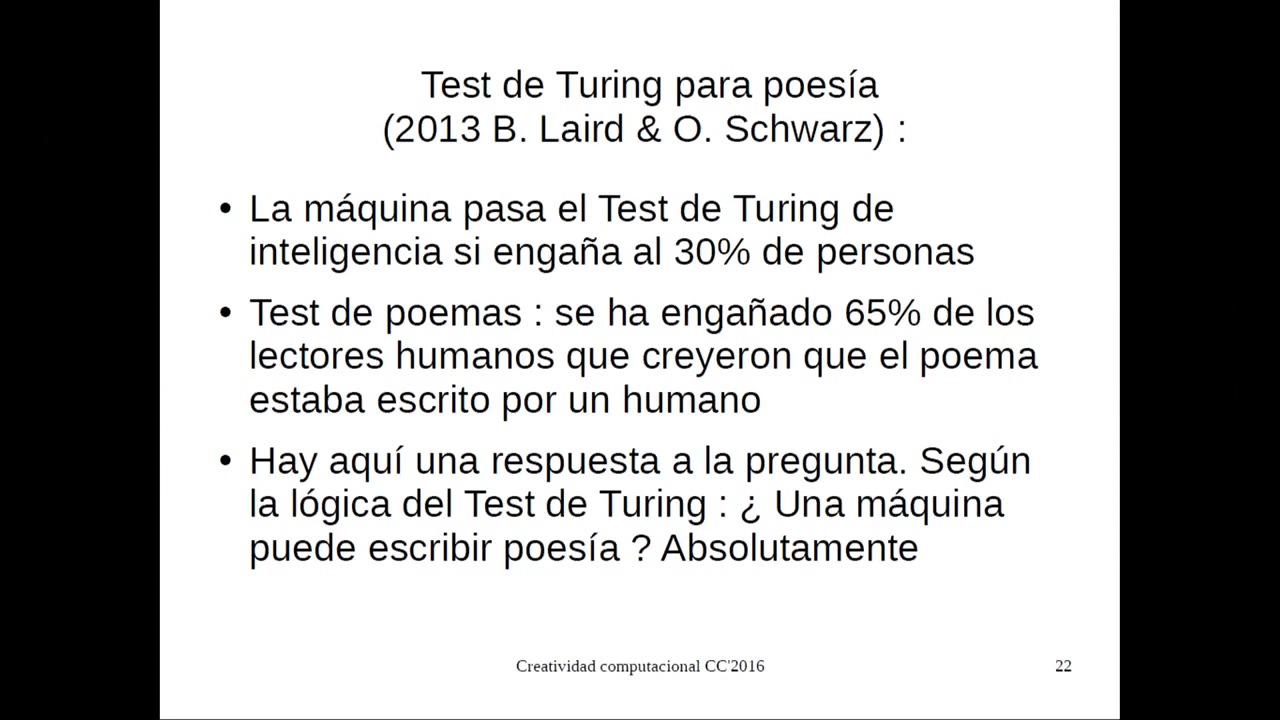 Test de Turing para poesía
(2013 B. Laird & O. Schwarz) :
• La máquina pasa el Test de Turing de
inteligencia si engaña al 30% de personas
• Test de poemas : se ha engañado 65% de los
lectores humanos que creyeron que el poema
estaba escrito por un humano
• Hay aquí una respuesta a la pregunta. Según
la lógica del Test de Turing : ¿ Una máquina
puede escribir poesía ? Absolutamente
Creatividad computacional CC'2016
22